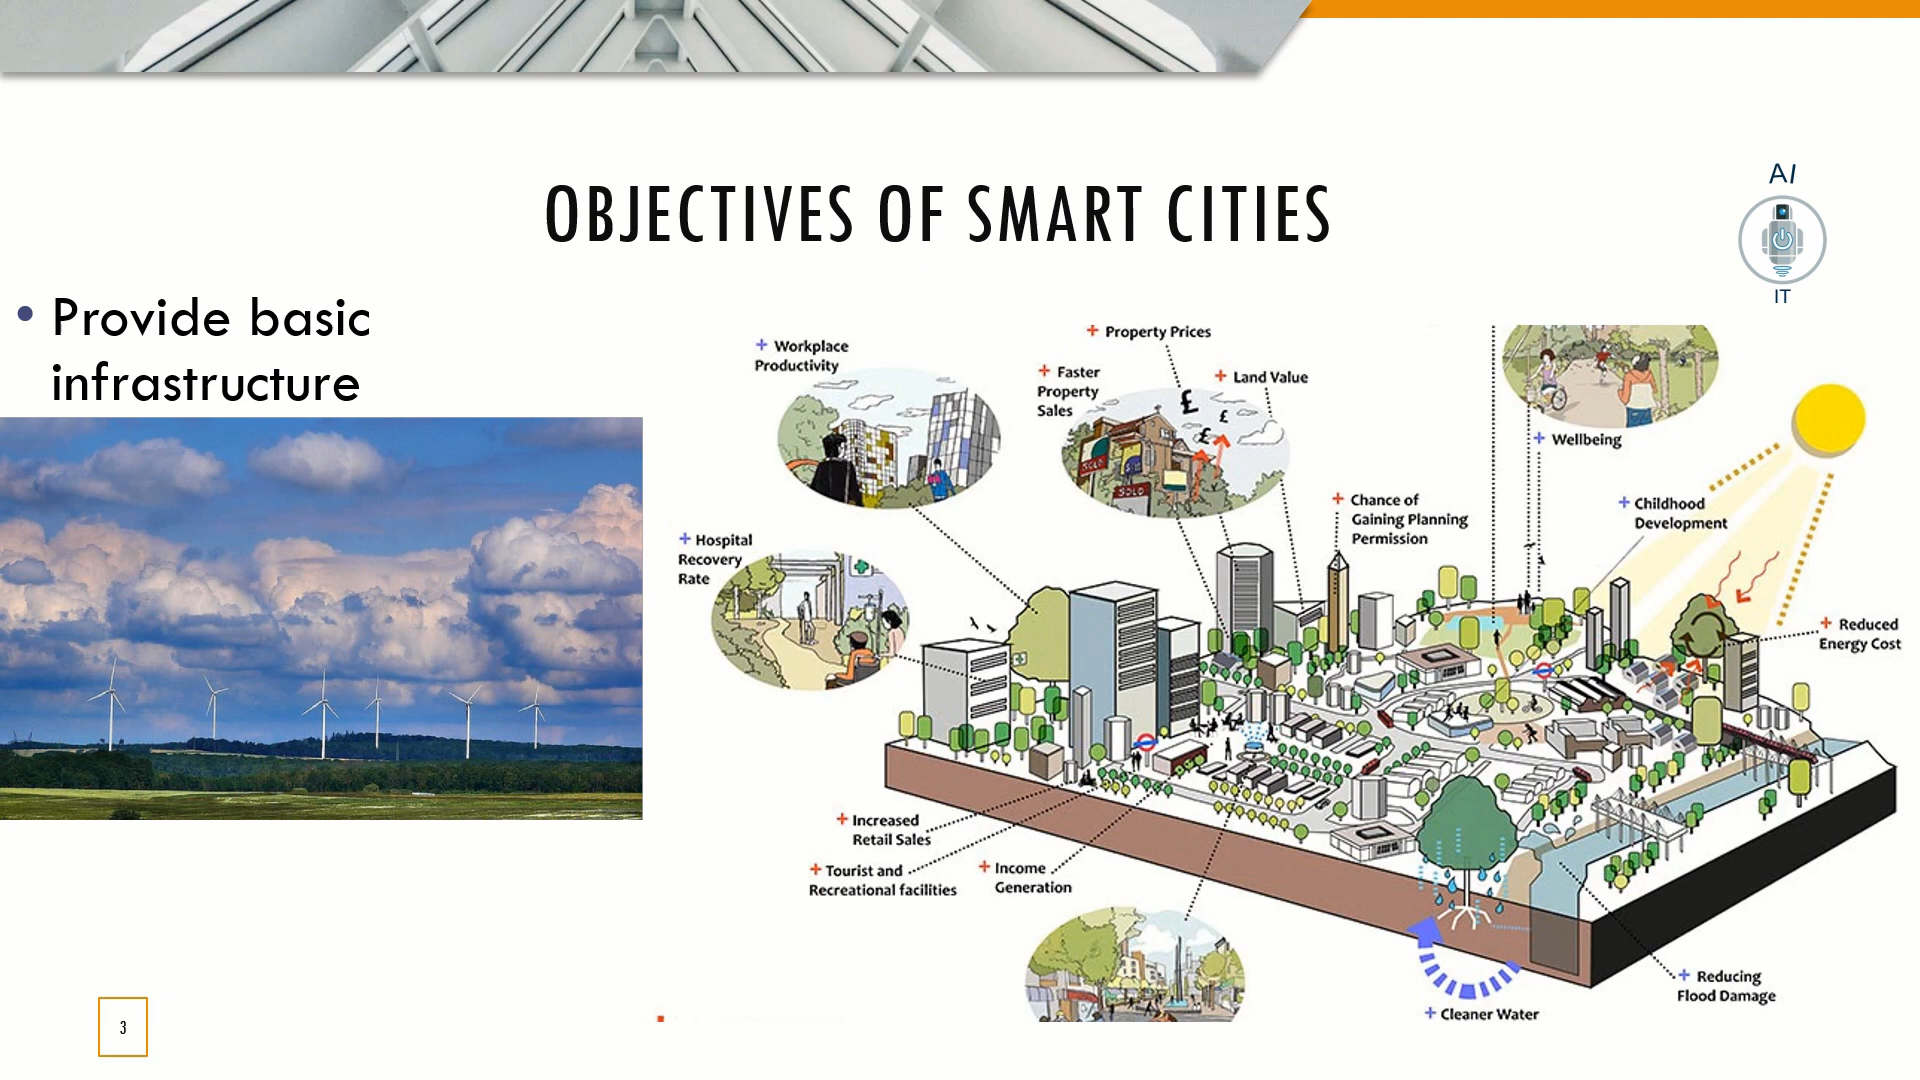 OBJECTIVES OF SMART CITIES
AI
IT
• Provide basic
infrastructure
+ Workplace
Productivity
+ Property Prices
+ Faster
Property
Sales
+ Land Value
£
£
£
SOLD
SOLD
+ Wellbeing
+ Chance of
Gaining Planning
Permission
+ Childhood
Development
+ Hospital
Recovery
Rate
+ Reduced
Energy Cost
+ Increased
Retail Sales
+ Tourist and
Recreational facilities
+ Income
Generation
+ Reducing
Flood Damage
+ Cleaner Water
3